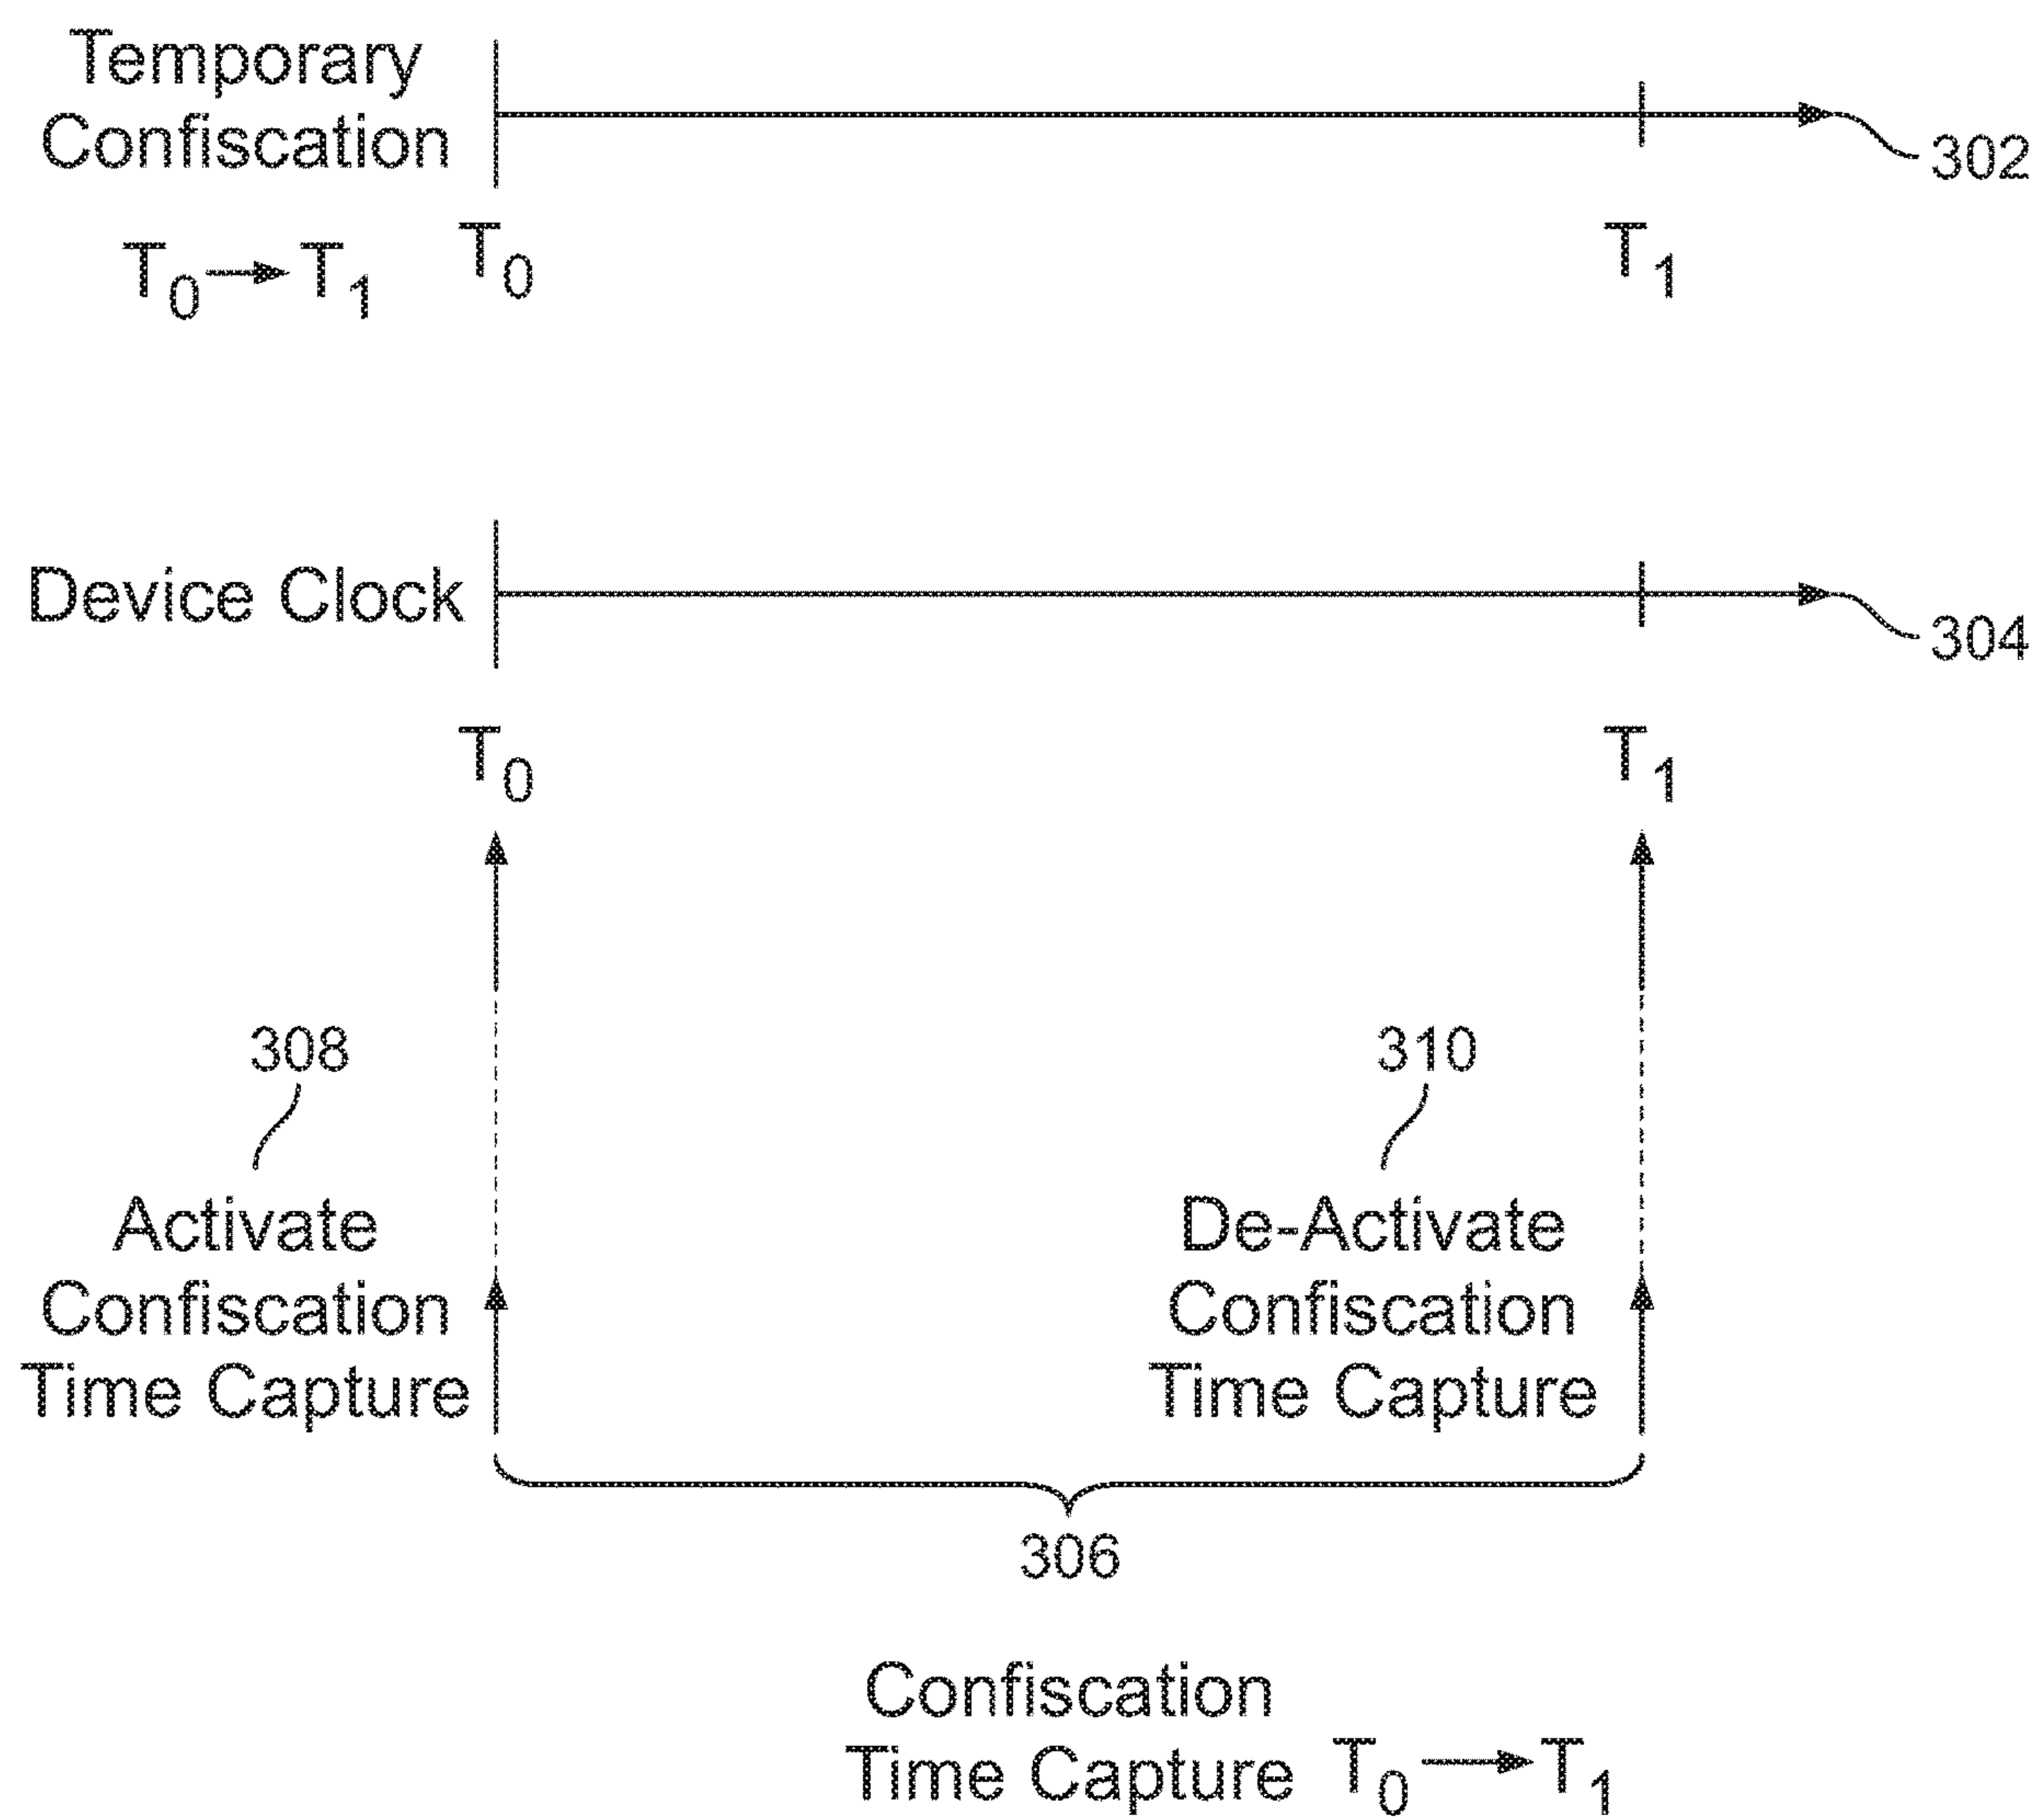 Temporary
Confiscation
T₀→T₁
T₀
T₁
302
Device Clock
304
T₀
T₁
308
Activate
Confiscation
Time Capture
310
De-Activate
Confiscation
Time Capture
306
Confiscation
Time Capture T₀→T₁